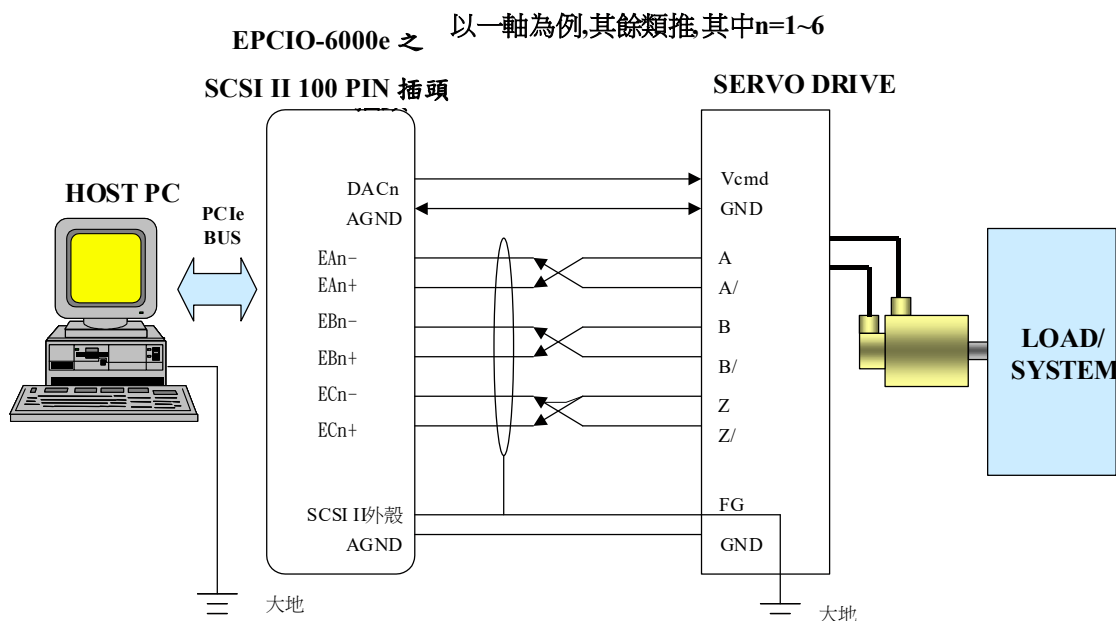 以一軸為例,其餘類推,其中n=1~6
EPCIO-6000e 之
SCSI II 100 PIN 插頭
SERVO DRIVE
HOST PC
PCIe
BUS
DACn
AGND
EAn-
EAn+
EBn-
EBn+
ECn-
ECn+
SCSI II外殼
AGND
Vcmd
GND
A
A/
B
B/
Z
Z/
FG
GND
LOAD/
SYSTEM
大地
大地